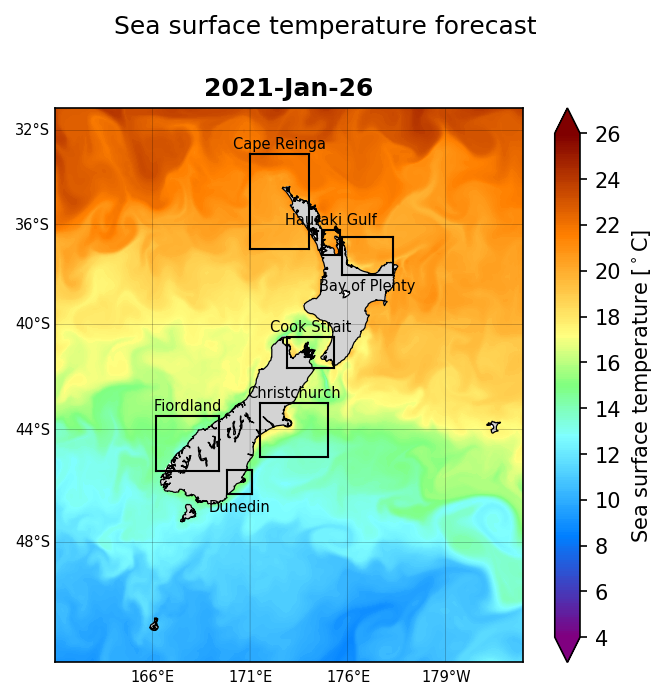 Sea surface temperature forecast
2021-Jan-26
32°S
36°S
40°S
44°S
48°S
166°E
171°E
176°E
179°W
Cape Reinga
Hauraki Gulf
Bay of Plenty
Cook Strait
Christchurch
Fiordland
Dunedin
26
24
22
20
18
16
14
12
10
8
6
4
Sea surface temperature [°C]